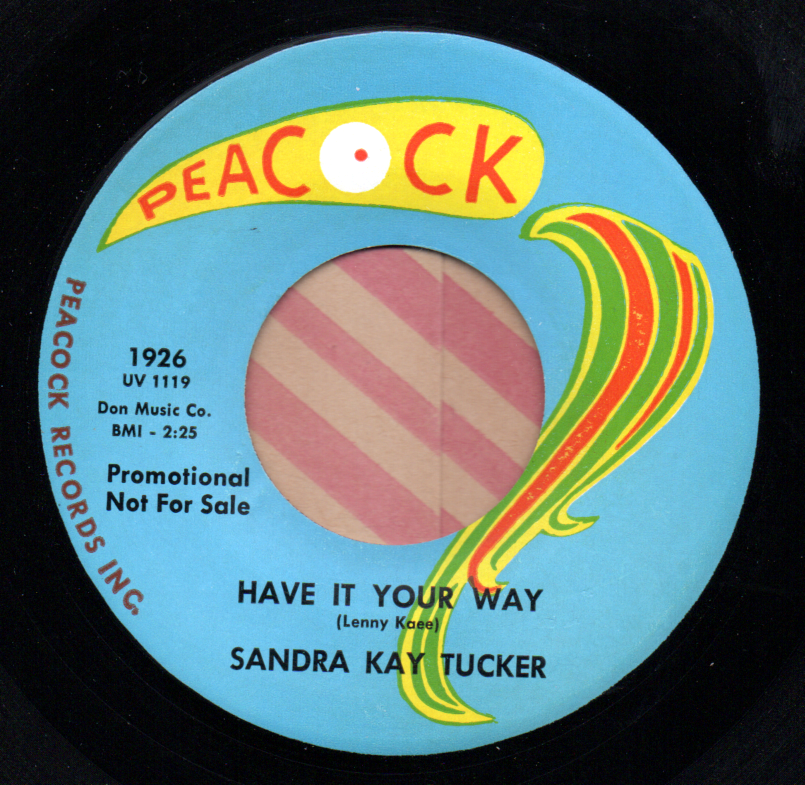 PEACOCK
PEACOCK RECORDS INC.
1926
UV 1119
Don Music Co.
BMI - 2:25
Promotional
Not For Sale
HAVE IT YOUR WAY
(Lenny Kaee)
SANDRA KAY TUCKER